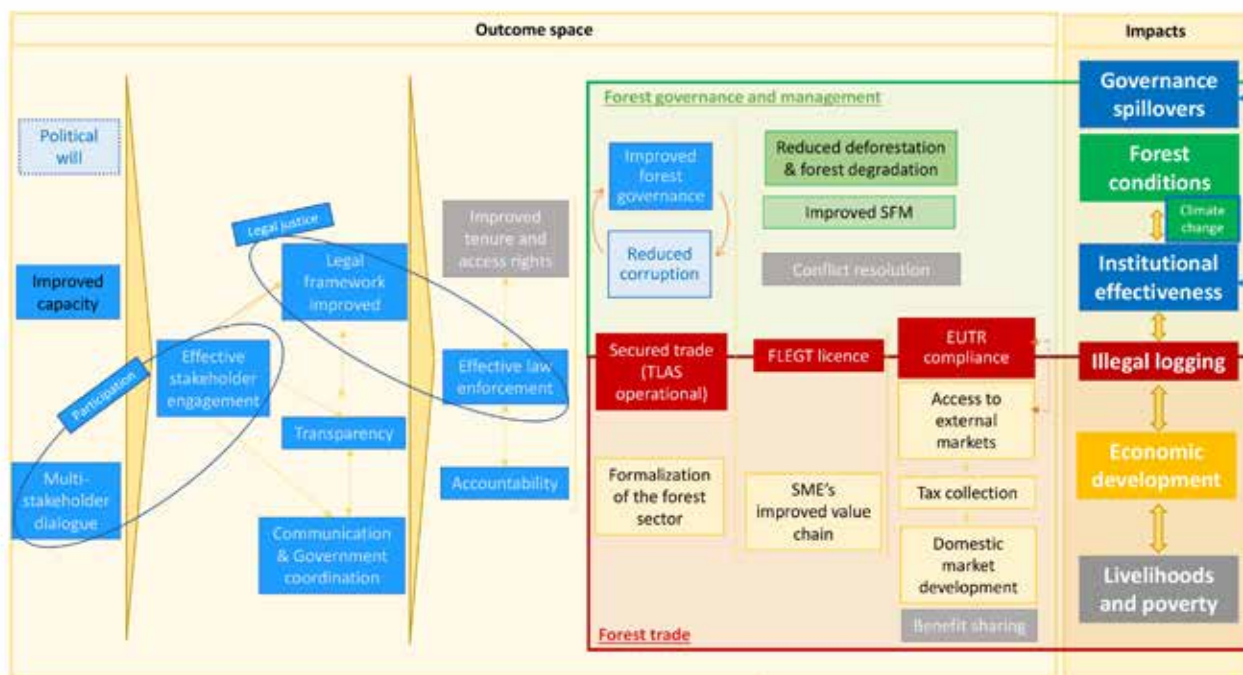 Outcome space
Impacts
Political
will
Improved
capacity
Multi-
stakeholder
dialogue
Participation
Effective
stakeholder
engagement
Legal justice
Legal
framework
improved
Transparency
Communication
& Government
coordination
Improved
tenure and
access rights
Effective law
enforcement
Accountability
Forest governance and management
Improved
forest
governance
Reduced
corruption
Reduced deforestation
& forest degradation
Improved SFM
Conflict resolution
Secured trade
(TLAS
operational)
FLEGT licence
EUTR
compliance
Formalization
of the forest
sector
SME's
improved value
chain
Access to
external
markets
Tax collection
Domestic
market
development
Benefit sharing
Forest trade
Governance
spillovers
Forest
conditions
Climate
change
Institutional
effectiveness
Illegal logging
Economic
development
Livelihoods
and poverty